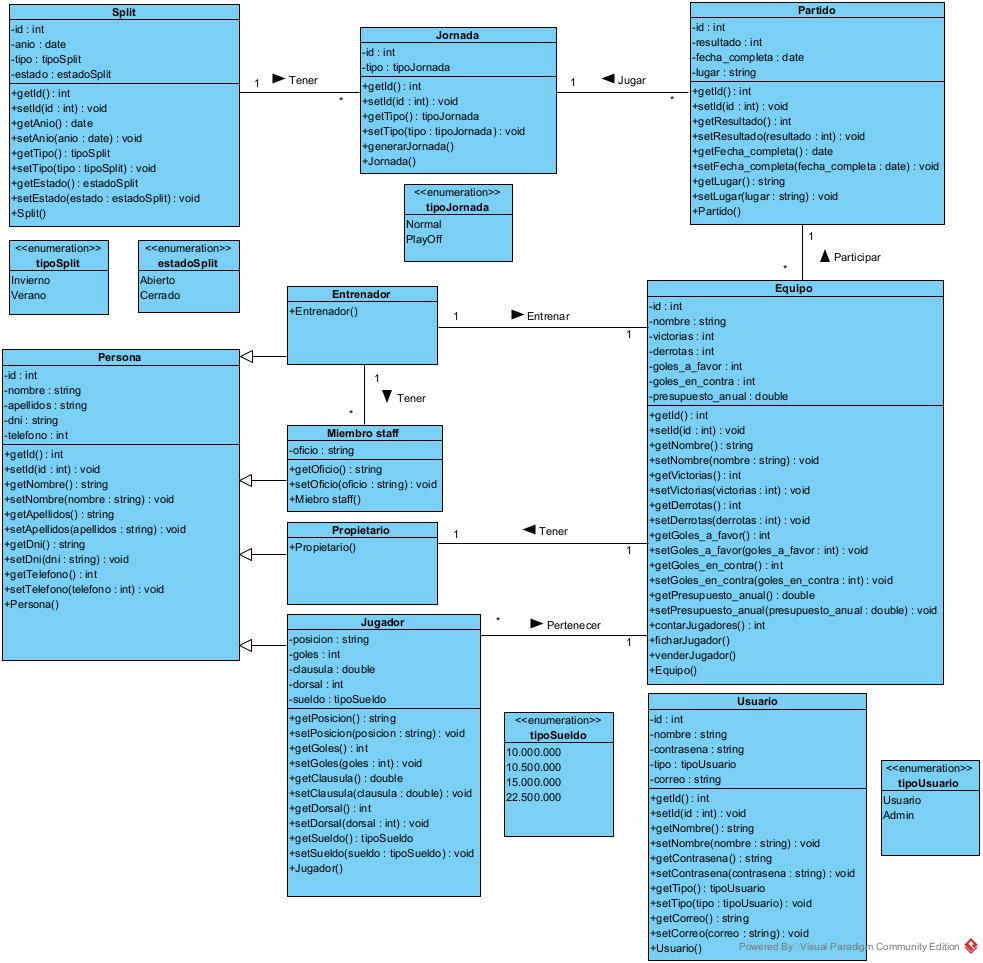 Split
-id : int
-anio : date
-tipo : tipoSplit
-estado : estadoSplit
+getId() : int
+setId(id : int) : void
+getAnio() : date
+setAnio(anio : date) : void
+getTipo() : tipoSplit
+setTipo(tipo : tipoSplit) : void
+getEstado() : estadoSplit
+setEstado(estado : estadoSplit) : void
+Split()
1
Tener
*
Jornada
-id : int
-tipo : tipoJornada
+getId() : int
+setId(id : int) : void
+getTipo() : tipoJornada
+setTipo(tipo : tipoJornada) : void
+generarJornada()
+Jornada()
1
Jugar
*
Partido
-id : int
-resultado : int
-fecha_completa : date
-lugar : string
+getId() : int
+setId(id : int) : void
+getResultado() : int
+setResultado(resultado : int) : void
+getFecha_completa() : date
+setFecha_completa(fecha_completa : date) : void
+getLugar() : string
+setLugar(lugar : string) : void
+Partido()
<<enumeration>>
tipoJornada
Normal
PlayOff
<<enumeration>>
tipoSplit
Invierno
Verano
<<enumeration>>
estadoSplit
Abierto
Cerrado
1
Participar
*
Entrenador
+Entrenador()
1
Entrenar
1
Equipo
-id : int
-nombre : string
-victorias : int
-derrotas : int
-goles_a_favor : int
-goles_en_contra : int
-presupuesto_anual : double
+getId() : int
+setId(id : int) : void
+getNombre() : string
+setNombre(nombre : string) : void
+getVictorias() : int
+setVictorias(victorias : int) : void
+getDerrotas() : int
+setDerrotas(derrotas : int) : void
+getGoles_a_favor() : int
+setGoles_a_favor(goles_a_favor : int) : void
+getGoles_en_contra() : int
+setGoles_en_contra(goles_en_contra : int) : void
+getPresupuesto_anual() : double
+setPresupuesto_anual(presupuesto_anual : double) : void
+contarJugadores() : int
+ficharJugador()
+venderJugador()
+Equipo()
Persona
-id : int
-nombre : string
-apellidos : string
-dni : string
-telefono : int
+getId() : int
+setId(id : int) : void
+getNombre() : string
+setNombre(nombre : string) : void
+getApellidos() : string
+setApellidos(apellidos : string) : void
+getDni() : string
+setDni(dni : string) : void
+getTelefono() : int
+setTelefono(telefono : int) : void
+Persona()
1
Tener
*
Miembro staff
-oficio : string
+getOficio() : string
+setOficio(oficio : string) : void
+Miebro staff()
Propietario
+Propietario()
1
Tener
1
Jugador
-posicion : string
-goles : int
-clausula : double
-dorsal : int
-sueldo : tipoSueldo
+getPosicion() : string
+setPosicion(posicion : string) : void
+getGoles() : int
+setGoles(goles : int) : void
+getClausula() : double
+setClausula(clausula : double) : void
+getDorsal() : int
+setDorsal(dorsal : int) : void
+getSueldo() : tipoSueldo
+setSueldo(sueldo : tipoSueldo) : void
+Jugador()
*
Pertenecer
1
<<enumeration>>
tipoSueldo
10.000.000
10.500.000
15.000.000
22.500.000
Usuario
-id : int
-nombre : string
-contrasena : string
-tipo : tipoUsuario
-correo : string
+getId() : int
+setId(id : int) : void
+getNombre() : string
+setNombre(nombre : string) : void
+getContrasena() : string
+setContrasena(contrasena : string) : void
+getTipo() : tipoUsuario
+setTipo(tipo : tipoUsuario) : void
+getCorreo() : string
+setCorreo(correo : string) : void
+Usuario()
<<enumeration>>
tipoUsuario
Usuario
Admin
Powered By Visual Paradigm Community Edition